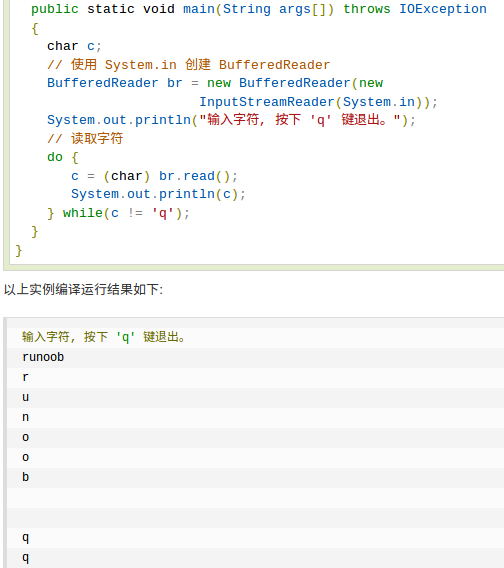 public static void main(String args[]) throws IOException
{
char c;
// 使用 System.in 创建 BufferedReader
BufferedReader br = new BufferedReader(new
InputStreamReader(System.in));
System.out.println("输入字符, 按下 'q' 键退出。");
// 读取字符
do {
c = (char) br.read();
System.out.println(c);
} while(c != 'q');
}
}
以上实例编译运行结果如下:
输入字符, 按下 'q' 键退出。
runoob
r
u
n
o
o
b
q
q